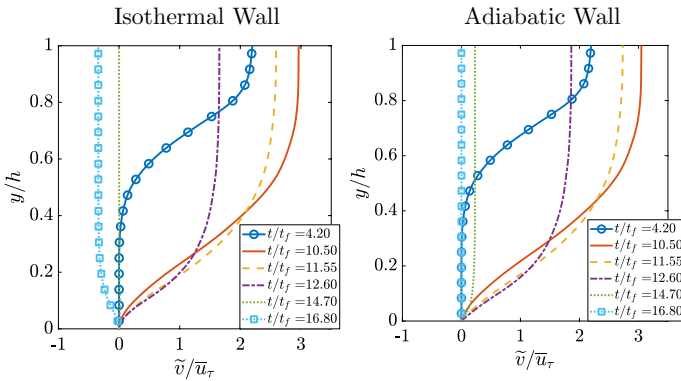 Isothermal Wall
Adiabatic Wall
1
0.8
0.6
0.4
0.2
0
y/h
-1 0 1 2 3
ṽ/u̅_τ
t/t_f =4.20
t/t_f =10.50
t/t_f =11.55
t/t_f =12.60
t/t_f =14.70
t/t_f =16.80
1
0.8
0.6
0.4
0.2
0
y/h
-1 0 1 2 3
ṽ/u̅_τ
t/t_f =4.20
t/t_f =10.50
t/t_f =11.55
t/t_f =12.60
t/t_f =14.70
t/t_f =16.80